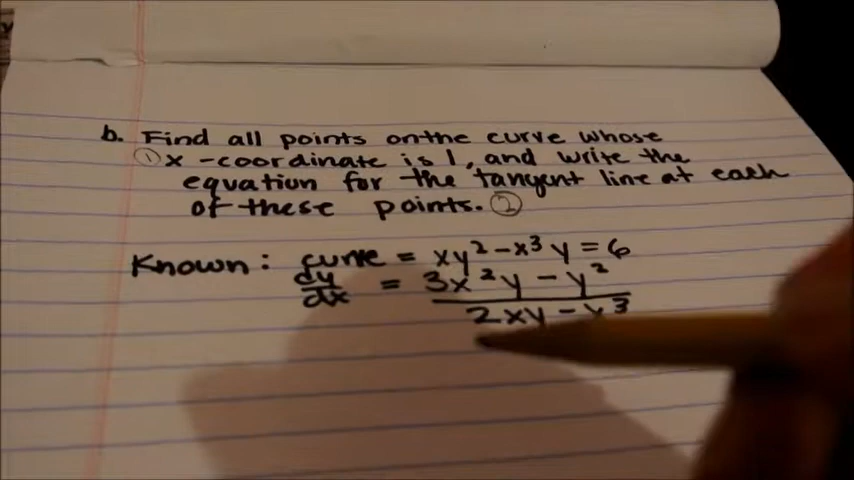 b. Find all points on the curve whose
① x-coordinate is 1, and write the
equation for the tangent line at each
of these points. ②
Known: curve = xy² - x³y = 6
dy/dx = 3x²y - y² / 2xy - x³